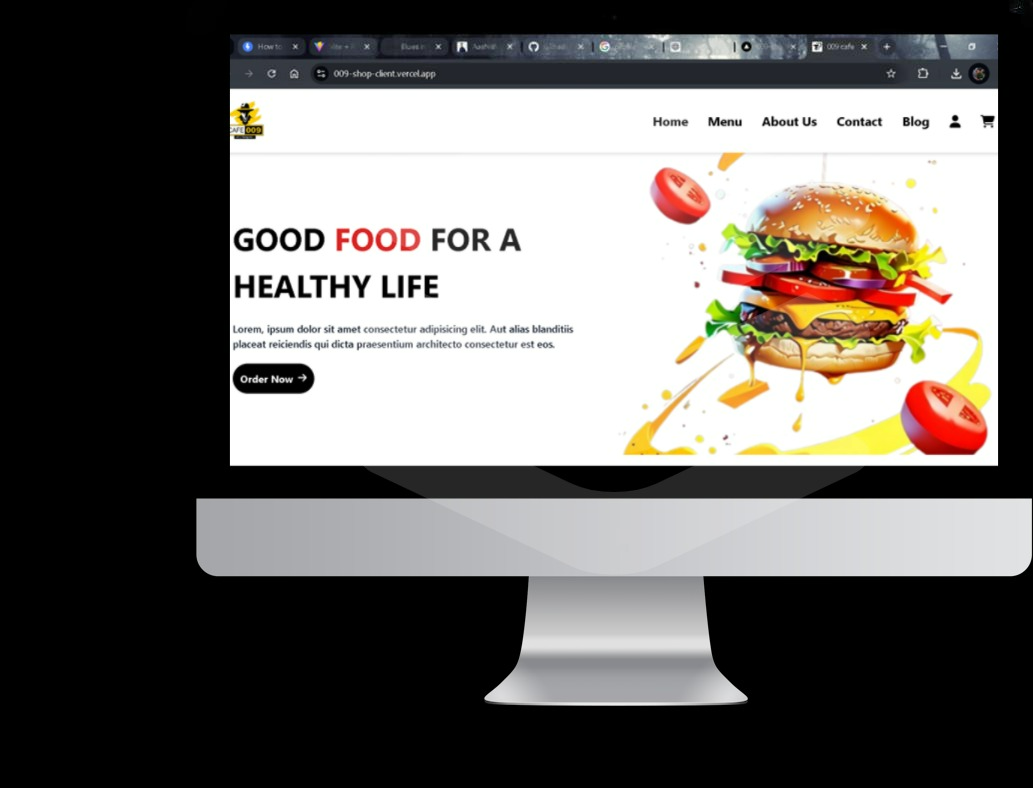 How to
Vite + R
Blues in
009 cafe
009-shop-client.vercel.app
CAFE 009
Home Menu About Us Contact Blog
GOOD FOOD FOR A
HEALTHY LIFE
Lorem, ipsum dolor sit amet consectetur adipisicing elit. Aut alias blanditiis
placeat reiciendis qui dicta praesentium architecto consectetur est eos.
Order Now →